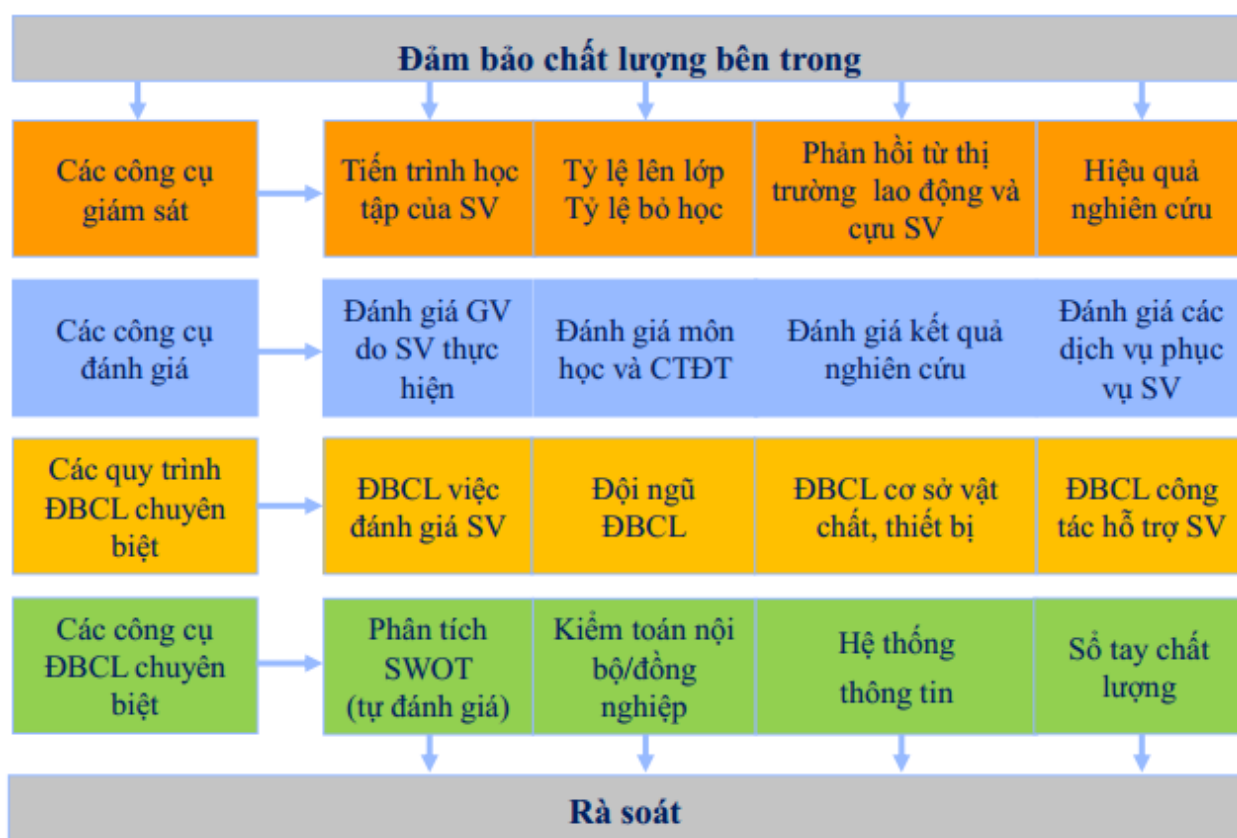 Đảm bảo chất lượng bên trong
Các công cụ
giám sát
Tiến trình học
tập của SV
Tỷ lệ lên lớp
Tỷ lệ bỏ học
Phản hồi từ thị
trường lao động và
cựu SV
Hiệu quả
nghiên cứu
Các công cụ
đánh giá
Đánh giá GV
do SV thực
hiện
Đánh giá môn
học và CTĐT
Đánh giá kết quả
nghiên cứu
Đánh giá các
dịch vụ phục
vụ SV
Các quy trình
ĐBCL chuyên
biệt
ĐBCL việc
đánh giá SV
Đội ngũ
ĐBCL
ĐBCL cơ sở vật
chất, thiết bị
ĐBCL công
tác hỗ trợ SV
Các công cụ
ĐBCL chuyên
biệt
Phân tích
SWOT
(tự đánh giá)
Kiểm toán nội
bộ/đồng
nghiệp
Hệ thống
thông tin
Sổ tay chất
lượng
Rà soát